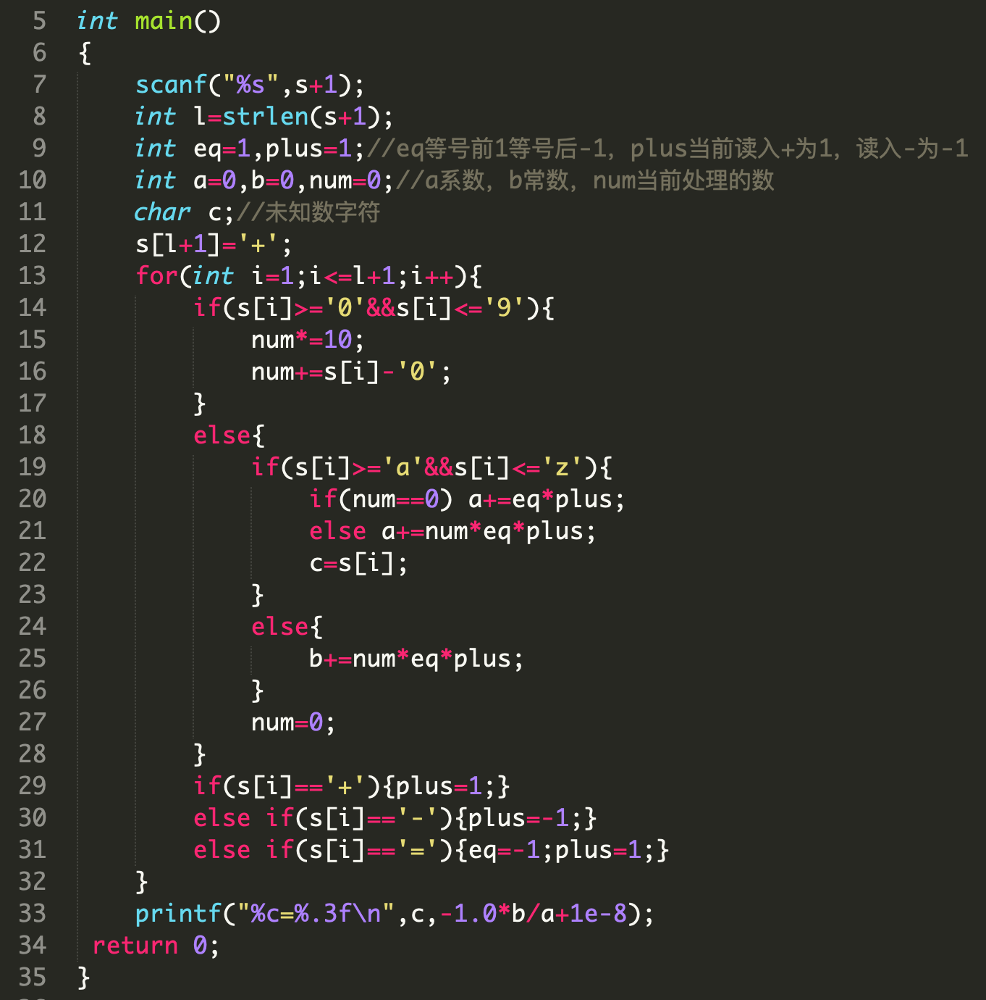 5 int main()
6 {
7 scanf("%s",s+1);
8 int l=strlen(s+1);
9 int eq=1,plus=1;//eq等号前1等号后-1, plus当前读入+为1, 读入-为-1
10 int a=0,b=0,num=0;//a系数, b常数, num当前处理的数
11 char c;//未知数字符
12 s[l+1]='+';
13 for(int i=1;i<=l+1;i++){
14 if(s[i]>='0'&&s[i]<='9'){
15 num*=10;
16 num+=s[i]-'0';
17 }
18 else{
19 if(s[i]>='a'&&s[i]<='z'){
20 if(num==0) a+=eq*plus;
21 else a+=num*eq*plus;
22 c=s[i];
23 }
24 else{
25 b+=num*eq*plus;
26 }
27 num=0;
28 }
29 if(s[i]=='+'){plus=1;}
30 else if(s[i]=='-'){plus=-1;}
31 else if(s[i]=='='){eq=-1;plus=1;}
32 }
33 printf("%c=%.3f\n",c,-1.0*b/a+1e-8);
34 return 0;
35 }